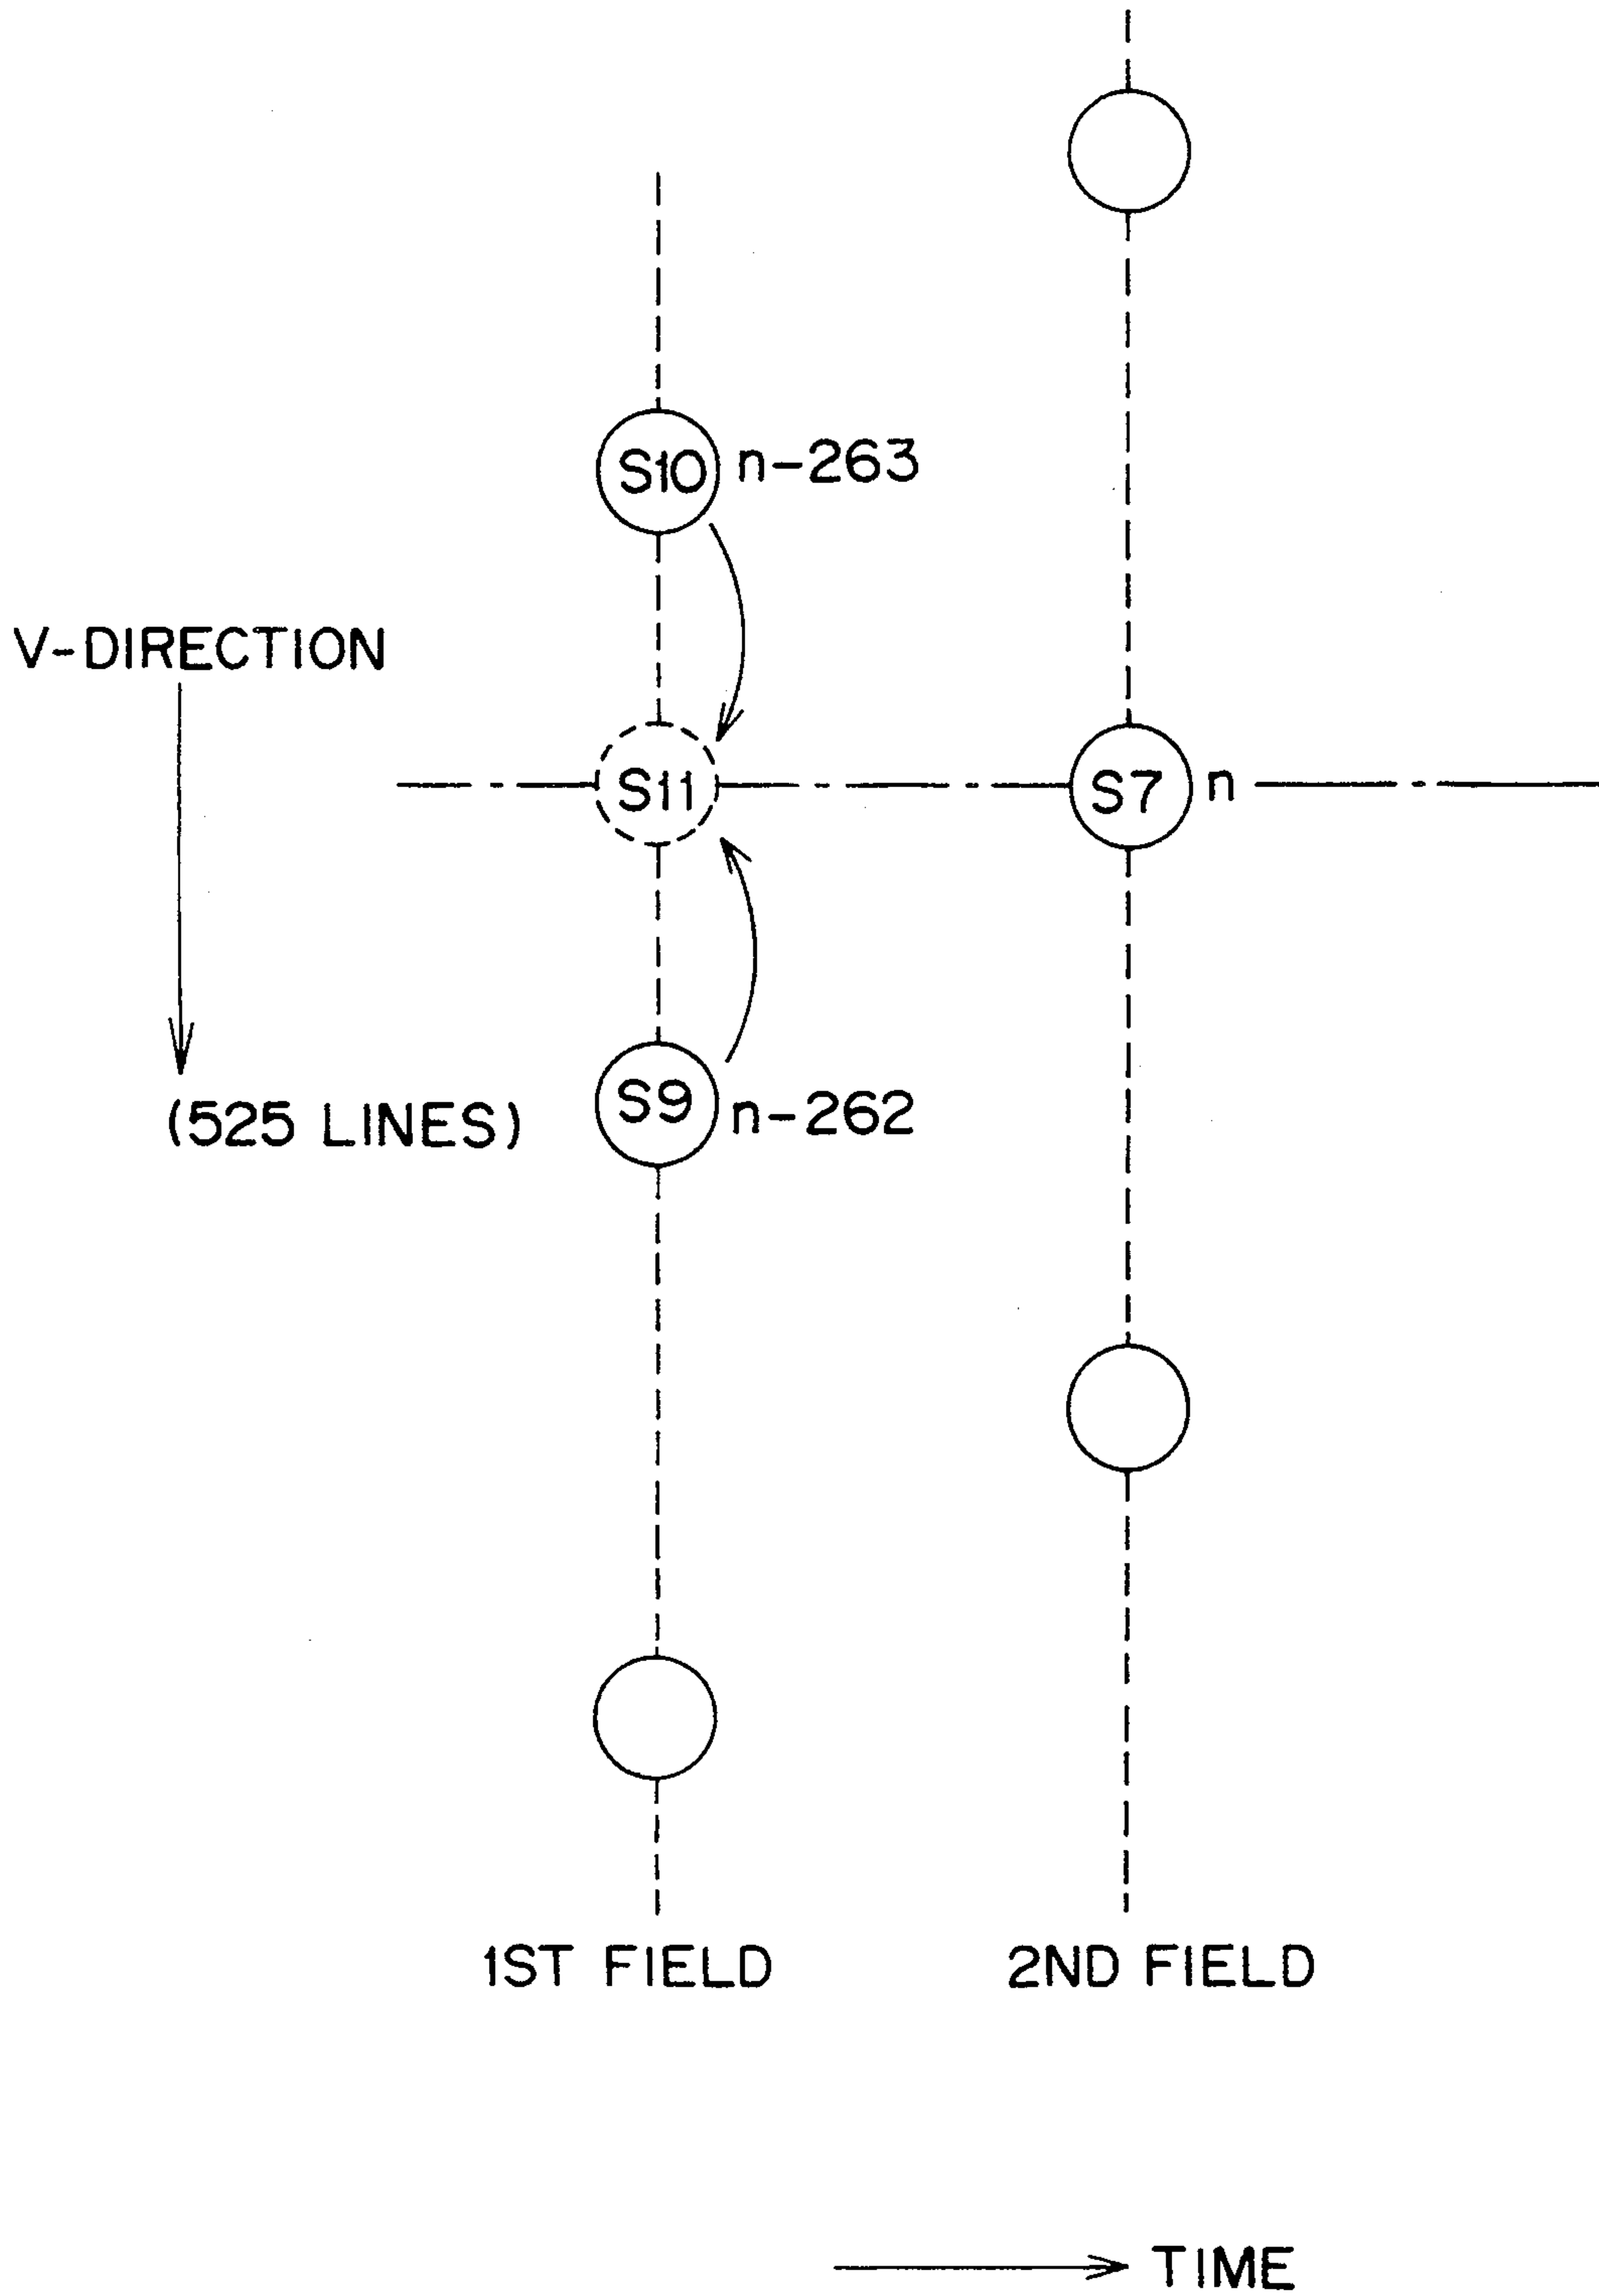 S10 n-263
V-DIRECTION
S11
S7 n
S9 n-262
(525 LINES)
1ST FIELD
2ND FIELD
TIME